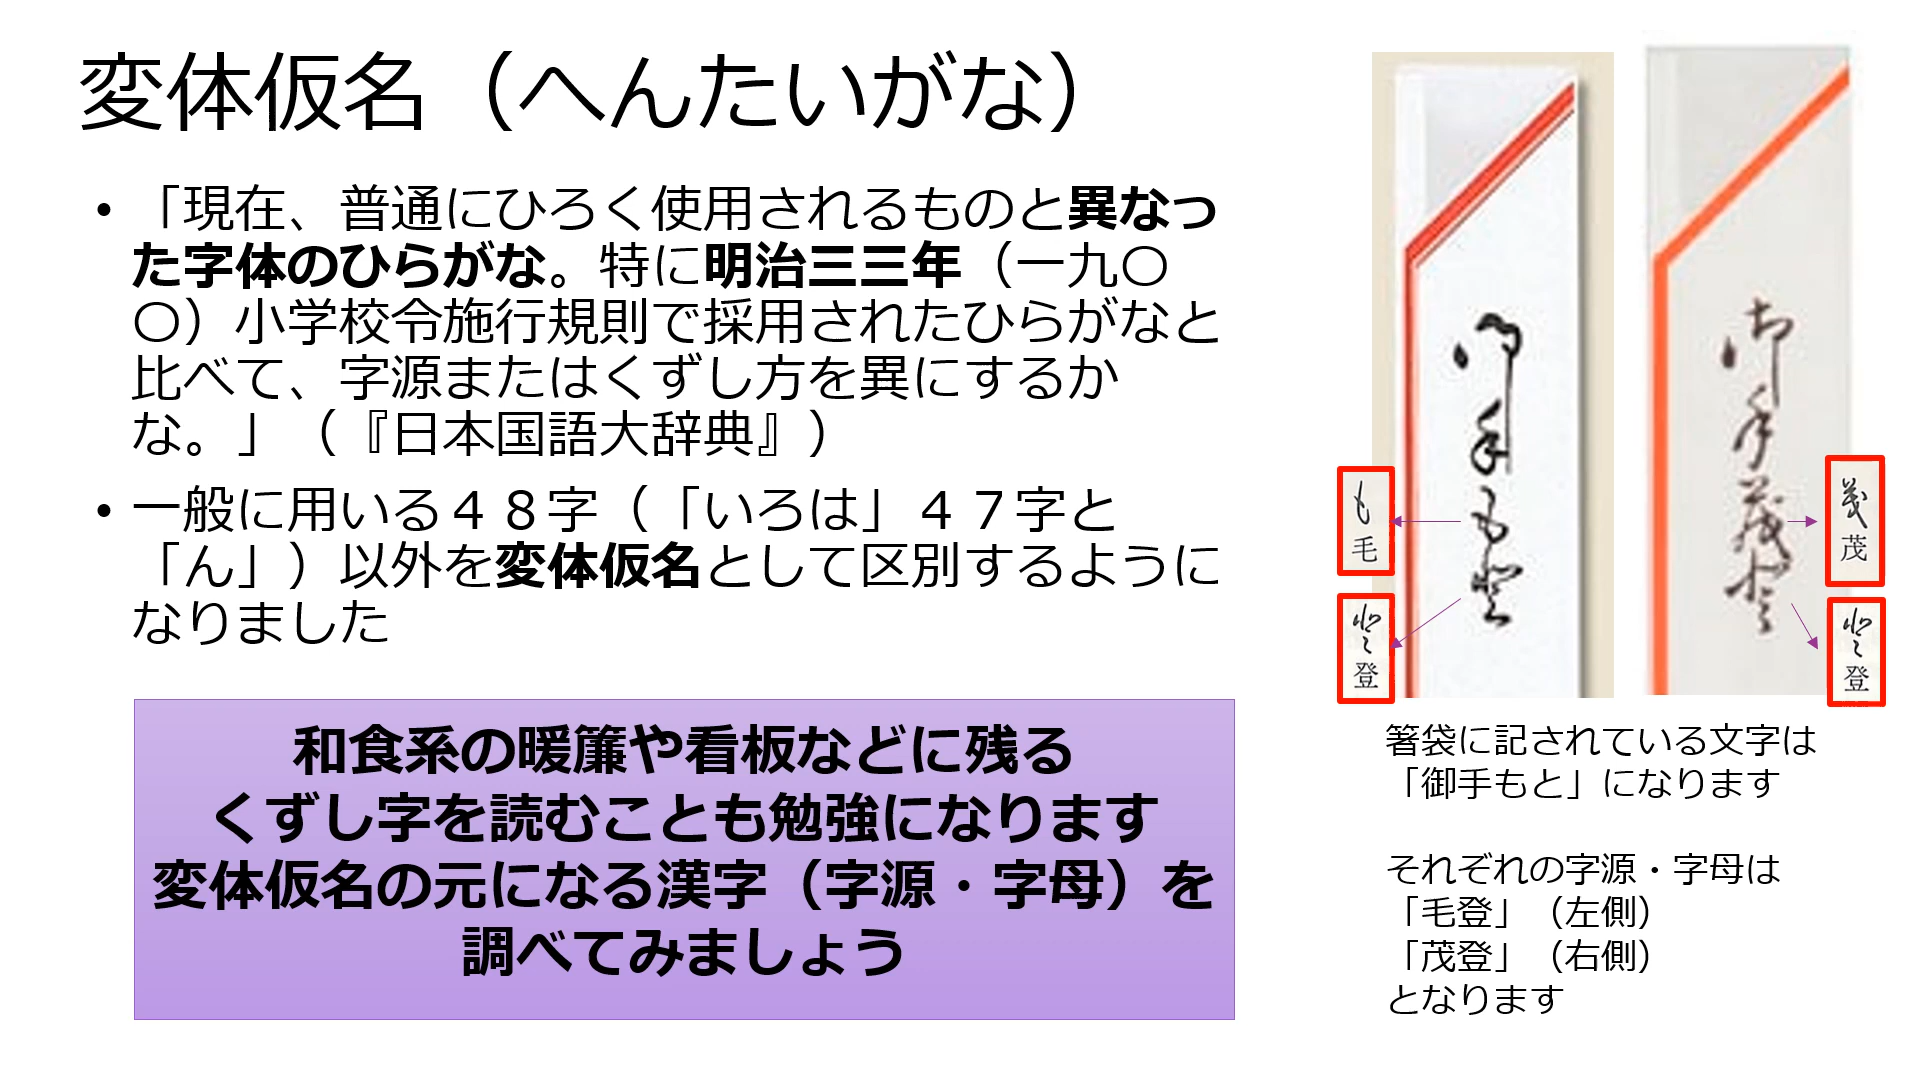 変体仮名（へんたいがな）
• 「現在、普通にひろく使用されるものと異なっ
た字体のひらがな。特に明治三三年（一九〇
〇）小学校令施行規則で採用されたひらがなと
比べて、字源またはくずし方を異にするか
な。」（『日本国語大辞典』）
• 一般に用いる４８字（「いろは」４７字と
「ん」）以外を変体仮名として区別するように
なりました
和食系の暖簾や看板などに残る
くずし字を読むことも勉強になります
変体仮名の元になる漢字（字源・字母）を
調べてみましょう
御手毛登
も
毛
登
登
御手茂登
茂
茂
登
登
箸袋に記されている文字は
「御手もと」になります
それぞれの字源・字母は
「毛登」（左側）
「茂登」（右側）
となります